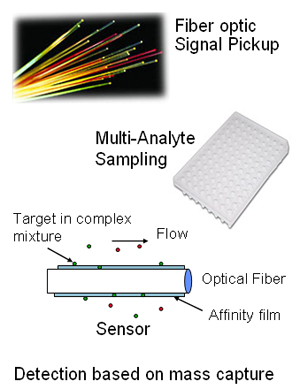 Fiber optic
Signal Pickup
Multi-Analyte
Sampling
Target in complex
mixture
Flow
Optical Fiber
Affinity film
Sensor
Detection based on mass capture